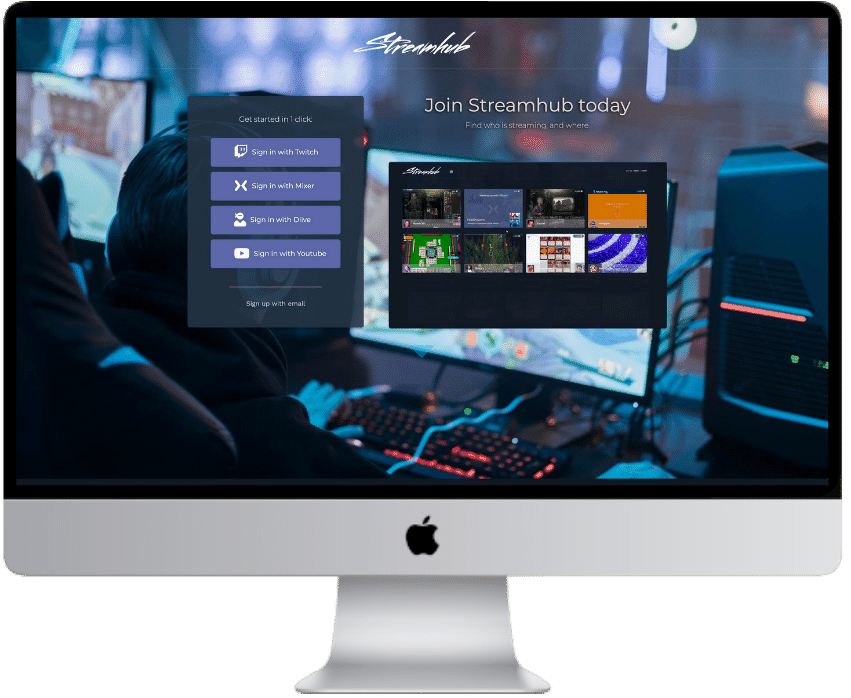 Streamhub
Get started in 1 click:
Sign in with Twitch
Sign in with Mixer
Sign in with Dlive
Sign in with Youtube
Sign up with email
Join Streamhub today
Find who is streaming, and where.
Streamhub